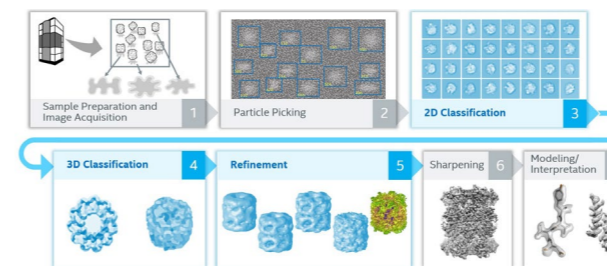 Sample Preparation and
Image Acquisition
1
Particle Picking
2
2D Classification
3
3D Classification
4
Refinement
5
Sharpening
6
Modeling/
Interpretation